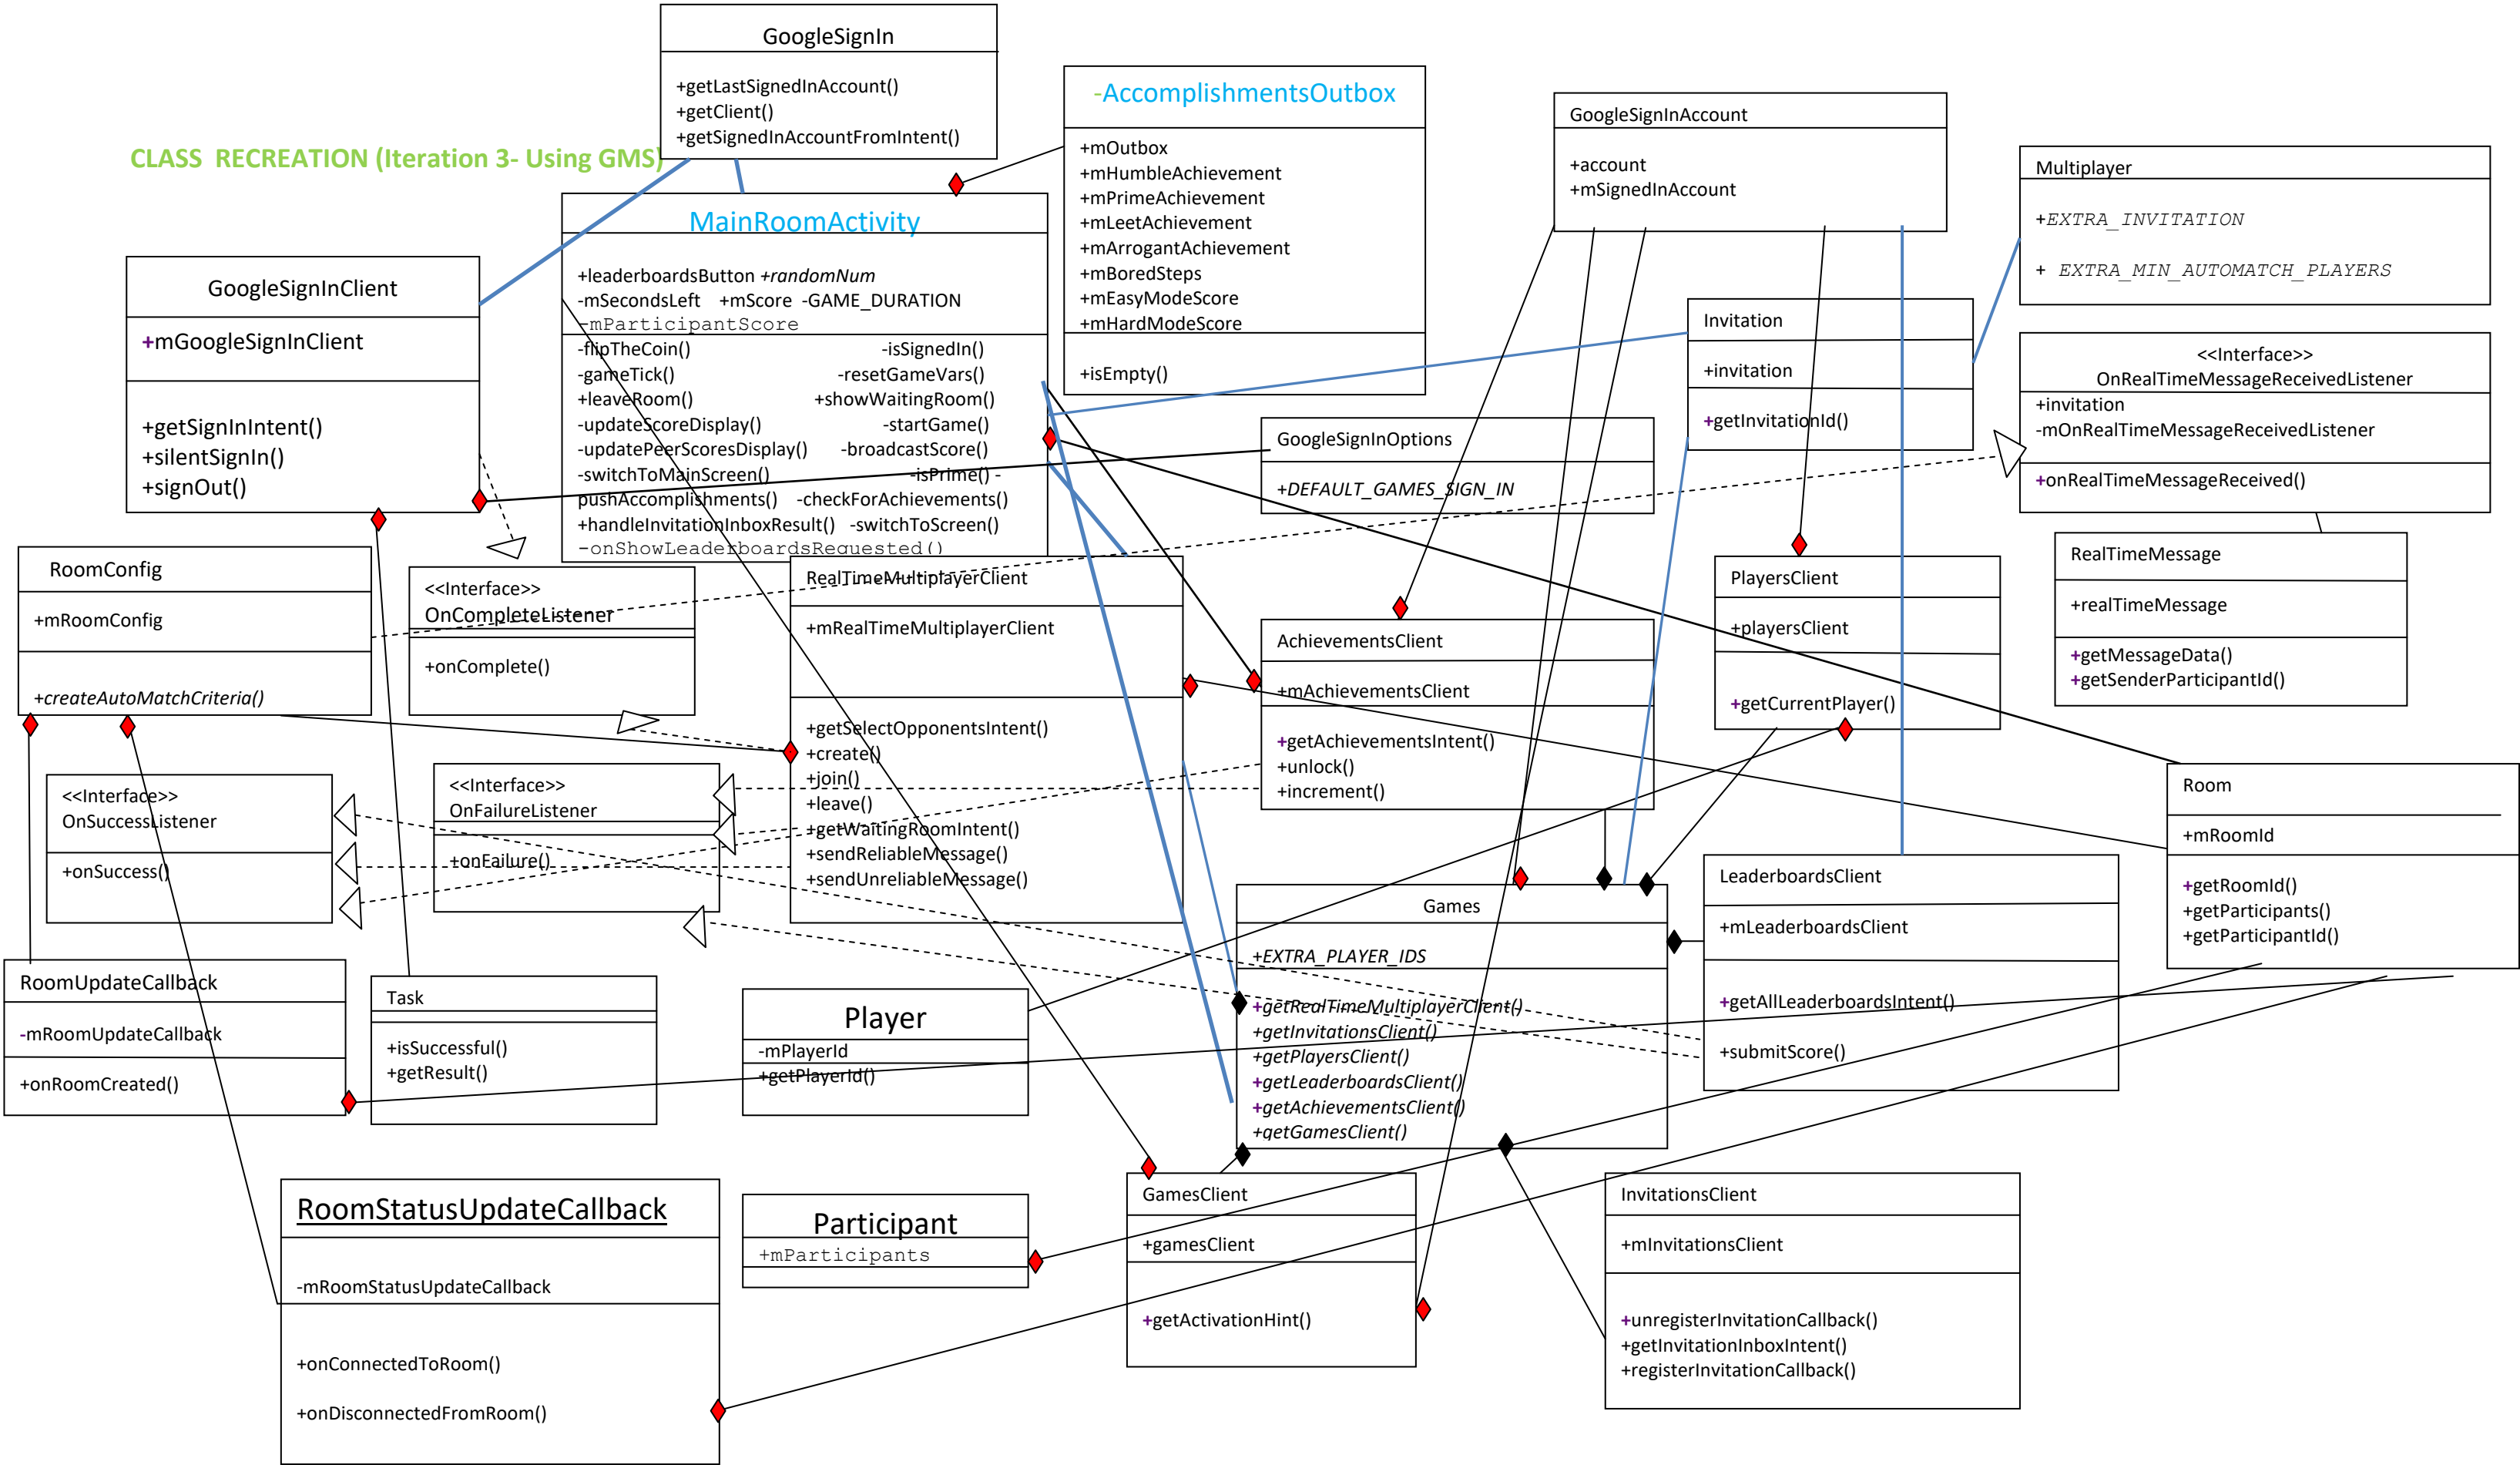 CLASS  RECREATION (Iteration 3- Using GMS)
GoogleSignIn
+getLastSignedInAccount()
+getClient()
+getSignedInAccountFromIntent()
-AccomplishmentsOutbox
+mOutbox
+mHumbleAchievement
+mPrimeAchievement
+mLeetAchievement
+mArrogantAchievement
+mBoredSteps
+mEasyModeScore
+mHardModeScore
+isEmpty()
GoogleSignInAccount
+account
+mSignedInAccount
Multiplayer
+EXTRA_INVITATION
+ EXTRA_MIN_AUTOMATCH_PLAYERS
MainRoomActivity
+leaderboardsButton +randomNum
-mSecondsLeft +mScore -GAME_DURATION
-mParticipantScore
-flipTheCoin() -isSignedIn()
-gameTick() -resetGameVars()
+leaveRoom() +showWaitingRoom()
-updateScoreDisplay() -startGame()
-updatePeerScoresDisplay() -broadcastScore()
-switchToMainScreen() -isPrime() -
pushAccomplishments() -checkForAchievements()
+handleInvitationInboxResult() -switchToScreen()
-onShowLeaderboardsRequested()
GoogleSignInClient
+mGoogleSignInClient
+getSignInIntent()
+silentSignIn()
+signOut()
Invitation
+invitation
+getInvitationId()
<<Interface>>
OnRealTimeMessageReceivedListener
+invitation
-mOnRealTimeMessageReceivedListener
+onRealTimeMessageReceived()
GoogleSignInOptions
+DEFAULT_GAMES_SIGN_IN
RoomConfig
+mRoomConfig
+createAutoMatchCriteria()
<<Interface>>
OnCompleteListener
+onComplete()
RealTimeMultiplayerClient
+mRealTimeMultiplayerClient
+getSelectOpponentsIntent()
+create()
+join()
+leave()
+getWaitingRoomIntent()
+sendReliableMessage()
+sendUnreliableMessage()
AchievementsClient
+mAchievementsClient
+getAchievementsIntent()
+unlock()
+increment()
PlayersClient
+playersClient
+getCurrentPlayer()
RealTimeMessage
+realTimeMessage
+getMessageData()
+getSenderParticipantId()
<<Interface>>
OnSuccessListener
+onSuccess()
<<Interface>>
OnFailureListener
+onFailure()
Room
+mRoomId
+getRoomId()
+getParticipants()
+getParticipantId()
Games
+EXTRA_PLAYER_IDS
+getRealTimeMultiplayerClient()
+getInvitationsClient()
+getPlayersClient()
+getLeaderboardsClient()
+getAchievementsClient()
+getGamesClient()
LeaderboardsClient
+mLeaderboardsClient
+getAllLeaderboardsIntent()
+submitScore()
RoomUpdateCallback
-mRoomUpdateCallback
+onRoomCreated()
Task
+isSuccessful()
+getResult()
Player
-mPlayerId
+getPlayerId()
RoomStatusUpdateCallback
-mRoomStatusUpdateCallback
+onConnectedToRoom()
+onDisconnectedFromRoom()
Participant
+mParticipants
GamesClient
+gamesClient
+getActivationHint()
InvitationsClient
+mInvitationsClient
+unregisterInvitationCallback()
+getInvitationInboxIntent()
+registerInvitationCallback()